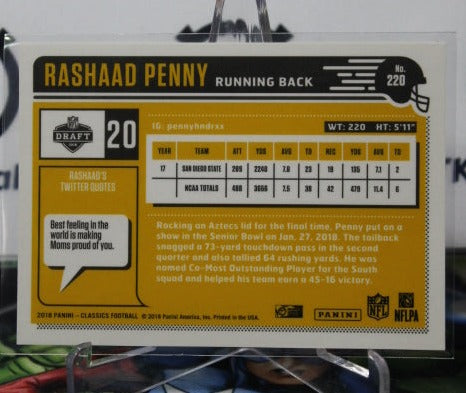 RASHAAD PENNY RUNNING BACK
No. 220
NFL DRAFT 2018
20
IG: pennyhndrxx
WT: 220 HT: 5'11"
YEAR TEAM ATT YDS AVG TD REC YDS AVG TD
17 SAN DIEGO STATE 289 2248 7.8 23 19 135 7.1 2
NCAA TOTALS 488 3656 7.5 38 42 479 11.4 6
RASHAAD'S
TWITTER QUOTES
Best feeling in the
world is making
Moms proud of you.
Rocking an Aztecs lid for the final time, Penny put on a
show in the Senior Bowl on Jan. 27, 2018. The tailback
snagged a 73-yard touchdown pass in the second
quarter and also tallied 64 rushing yards. He was
named Co-Most Outstanding Player for the South
squad and helped his team earn a 45-16 victory.
2018 PANINI - CLASSICS FOOTBALL © 2018 Panini America, Inc. Printed in the USA.
PANINI
NFL
NFLPA